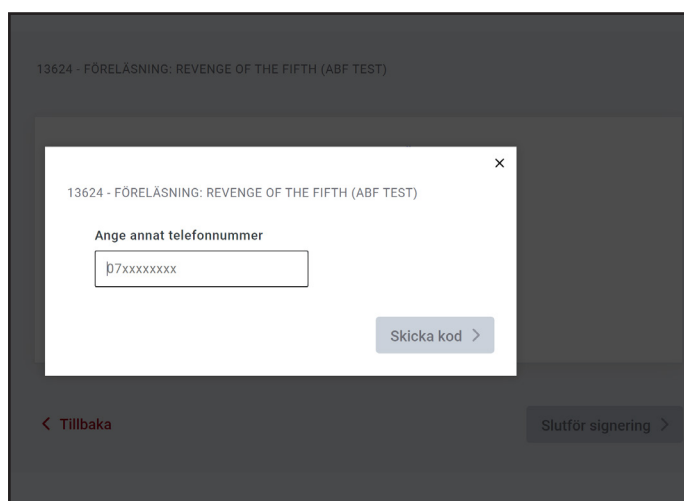 13624 - FÖRELÄSNING: REVENGE OF THE FIFTH (ABF TEST)
13624 - FÖRELÄSNING: REVENGE OF THE FIFTH (ABF TEST)
Ange annat telefonnummer
07xxxxxxxx
Skicka kod
Tillbaka
Slutför signering